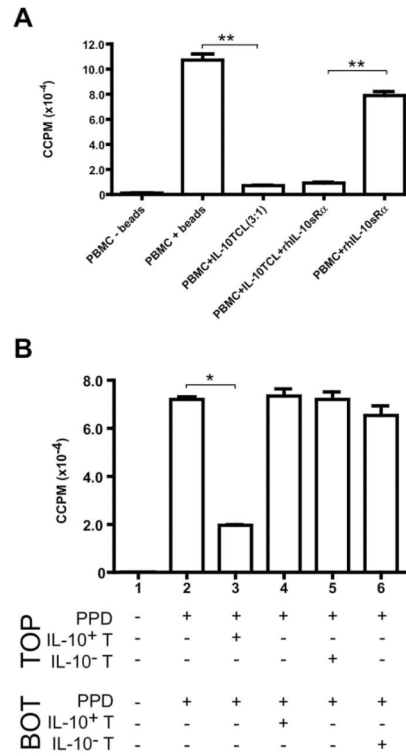 A
CCPM (x10-4)
12.0
10.0
8.0
6.0
4.0
2.0
0.0
**
**
PBMC - beads
PBMC + beads
PBMC+IL-10TCL(3:1)
PBMC+IL-10TCL+rhIL-10sRα
PBMC+rhIL-10sRα
B
CCPM (x10-4)
8.0
6.0
4.0
2.0
0.0
*
1 2 3 4 5 6
TOP
PPD - + + + + +
IL-10+ T - - + - - -
IL-10- T - - - - + -
BOT
PPD - + + + + +
IL-10+ T - - - + - -
IL-10- T - - - - - +